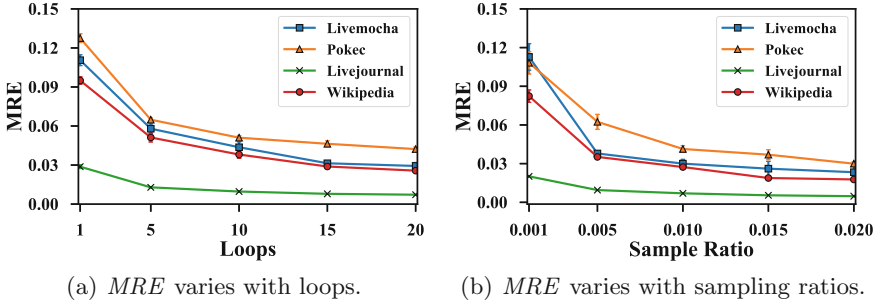 0.15
0.12
0.09
0.06
0.03
0.00
MRE
1 5 10 15 20
Loops
Livemocha
Pokec
Livejournal
Wikipedia
(a) MRE varies with loops.
0.15
0.12
0.09
0.06
0.03
0.00
MRE
0.001 0.005 0.010 0.015 0.020
Sample Ratio
Livemocha
Pokec
Livejournal
Wikipedia
(b) MRE varies with sampling ratios.